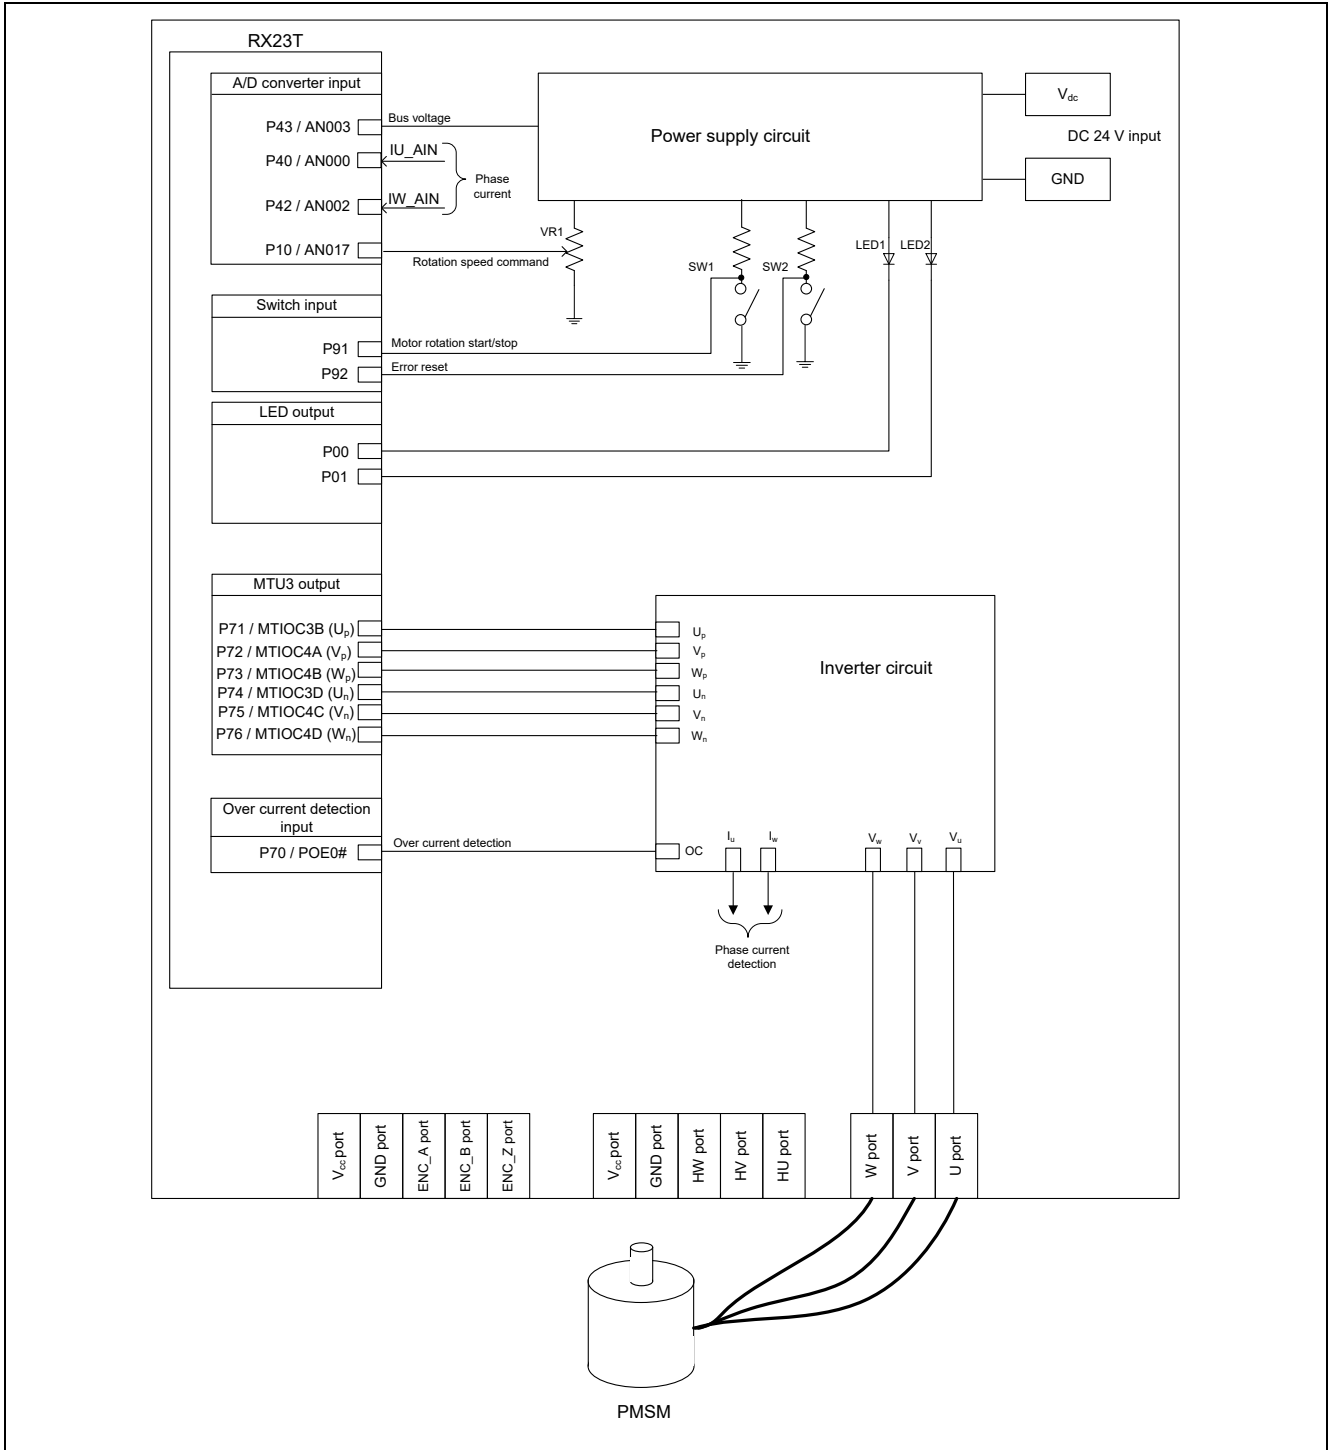 RX23T
A/D converter input
P43 / AN003
P40 / AN000
P42 / AN002
P10 / AN017
Bus voltage
IU_AIN
IW_AIN
Phase
current
Rotation speed command
Power supply circuit
Vdc
DC 24 V input
GND
VR1
SW1
SW2
LED1
LED2
Switch input
P91
P92
Motor rotation start/stop
Error reset
LED output
P00
P01
MTU3 output
P71 / MTIOC3B (Up)
P72 / MTIOC4A (Vp)
P73 / MTIOC4B (Wp)
P74 / MTIOC3D (Un)
P75 / MTIOC4C (Vn)
P76 / MTIOC4D (Wn)
Up
Vp
Wp
Un
Vn
Wn
Inverter circuit
Over current detection
input
P70 / POE0#
Over current detection
OC
Iu
Iw
Vw
Vv
Vu
Phase current
detection
Vcc port
GND port
ENC_A port
ENC_B port
ENC_Z port
Vcc port
GND port
HW port
HV port
HU port
W port
V port
U port
PMSM